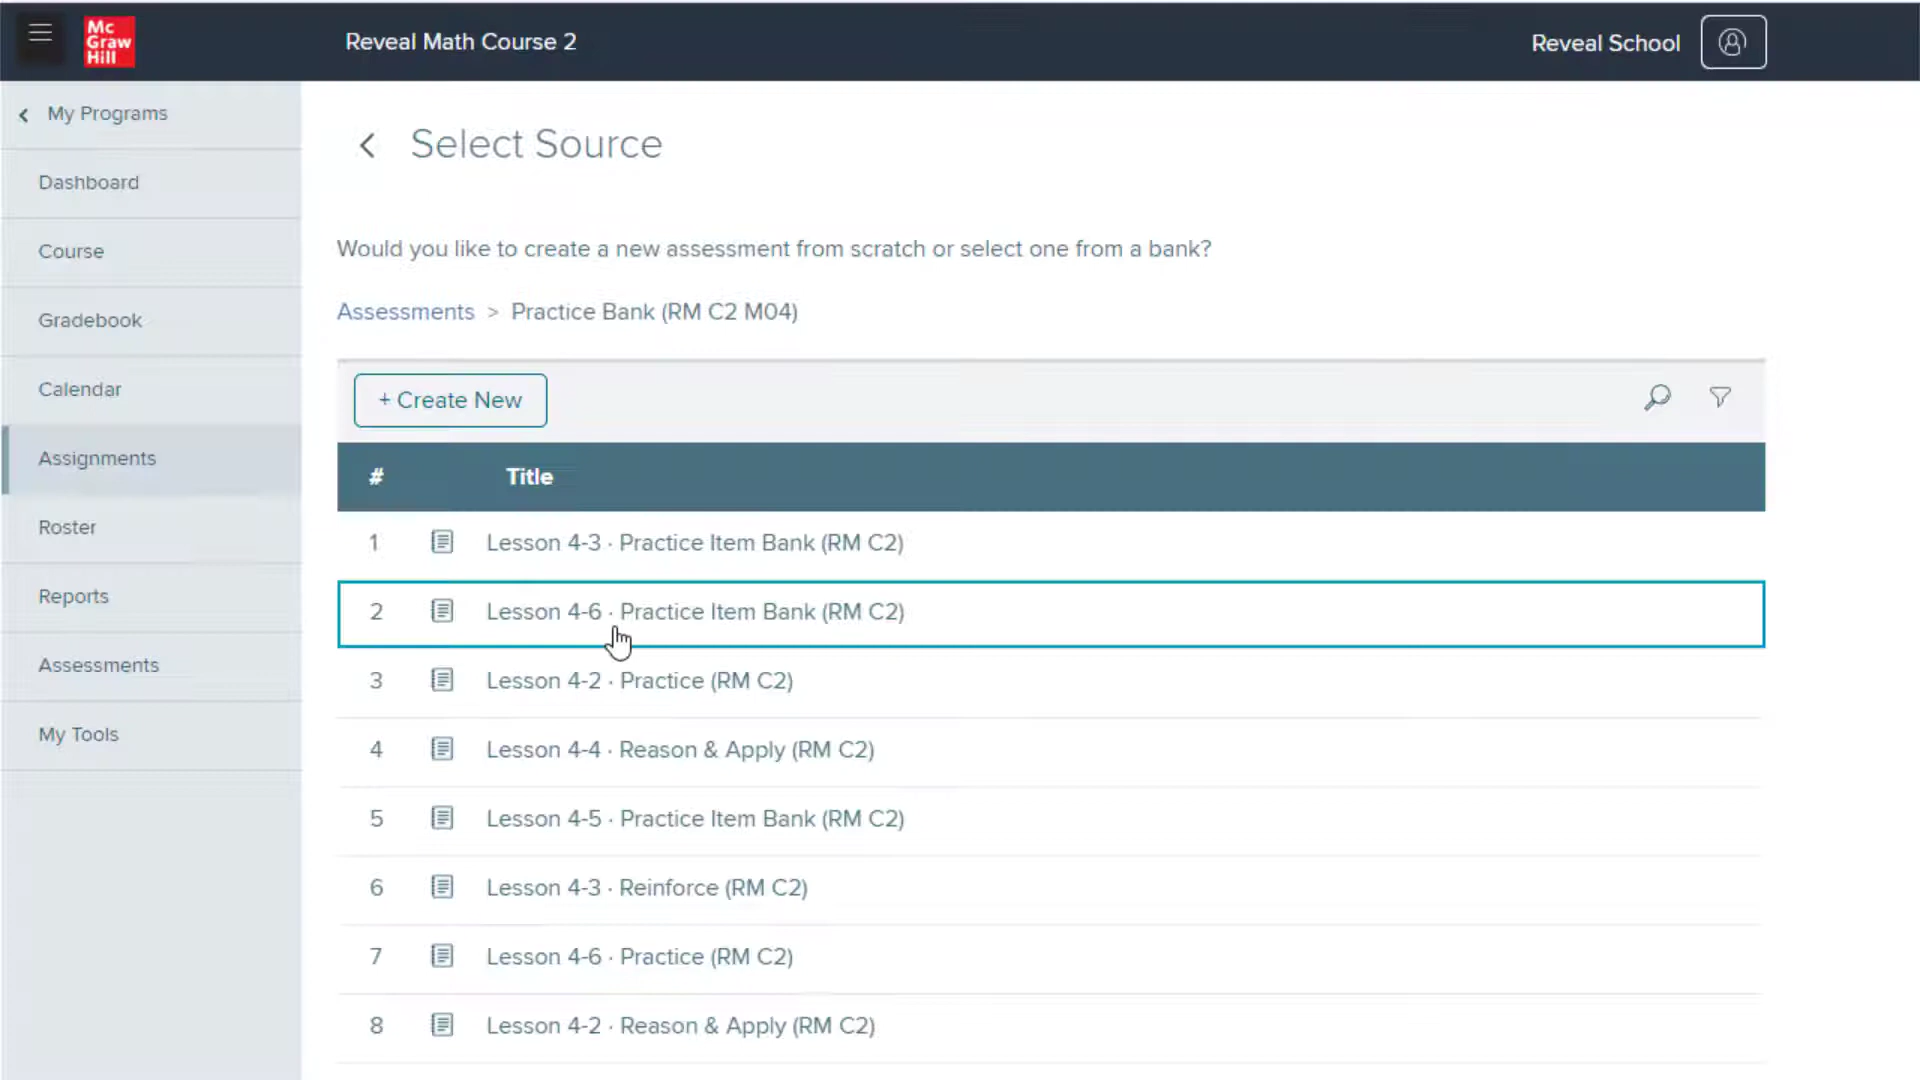 Mc
Graw
Hill
Reveal Math Course 2
Reveal School
My Programs
Dashboard
Course
Gradebook
Calendar
Assignments
Roster
Reports
Assessments
My Tools
Select Source
Would you like to create a new assessment from scratch or select one from a bank?
Assessments > Practice Bank (RM C2 M04)
+ Create New
# Title
1 Lesson 4-3 · Practice Item Bank (RM C2)
2 Lesson 4-6 · Practice Item Bank (RM C2)
3 Lesson 4-2 · Practice (RM C2)
4 Lesson 4-4 · Reason & Apply (RM C2)
5 Lesson 4-5 · Practice Item Bank (RM C2)
6 Lesson 4-3 · Reinforce (RM C2)
7 Lesson 4-6 · Practice (RM C2)
8 Lesson 4-2 · Reason & Apply (RM C2)